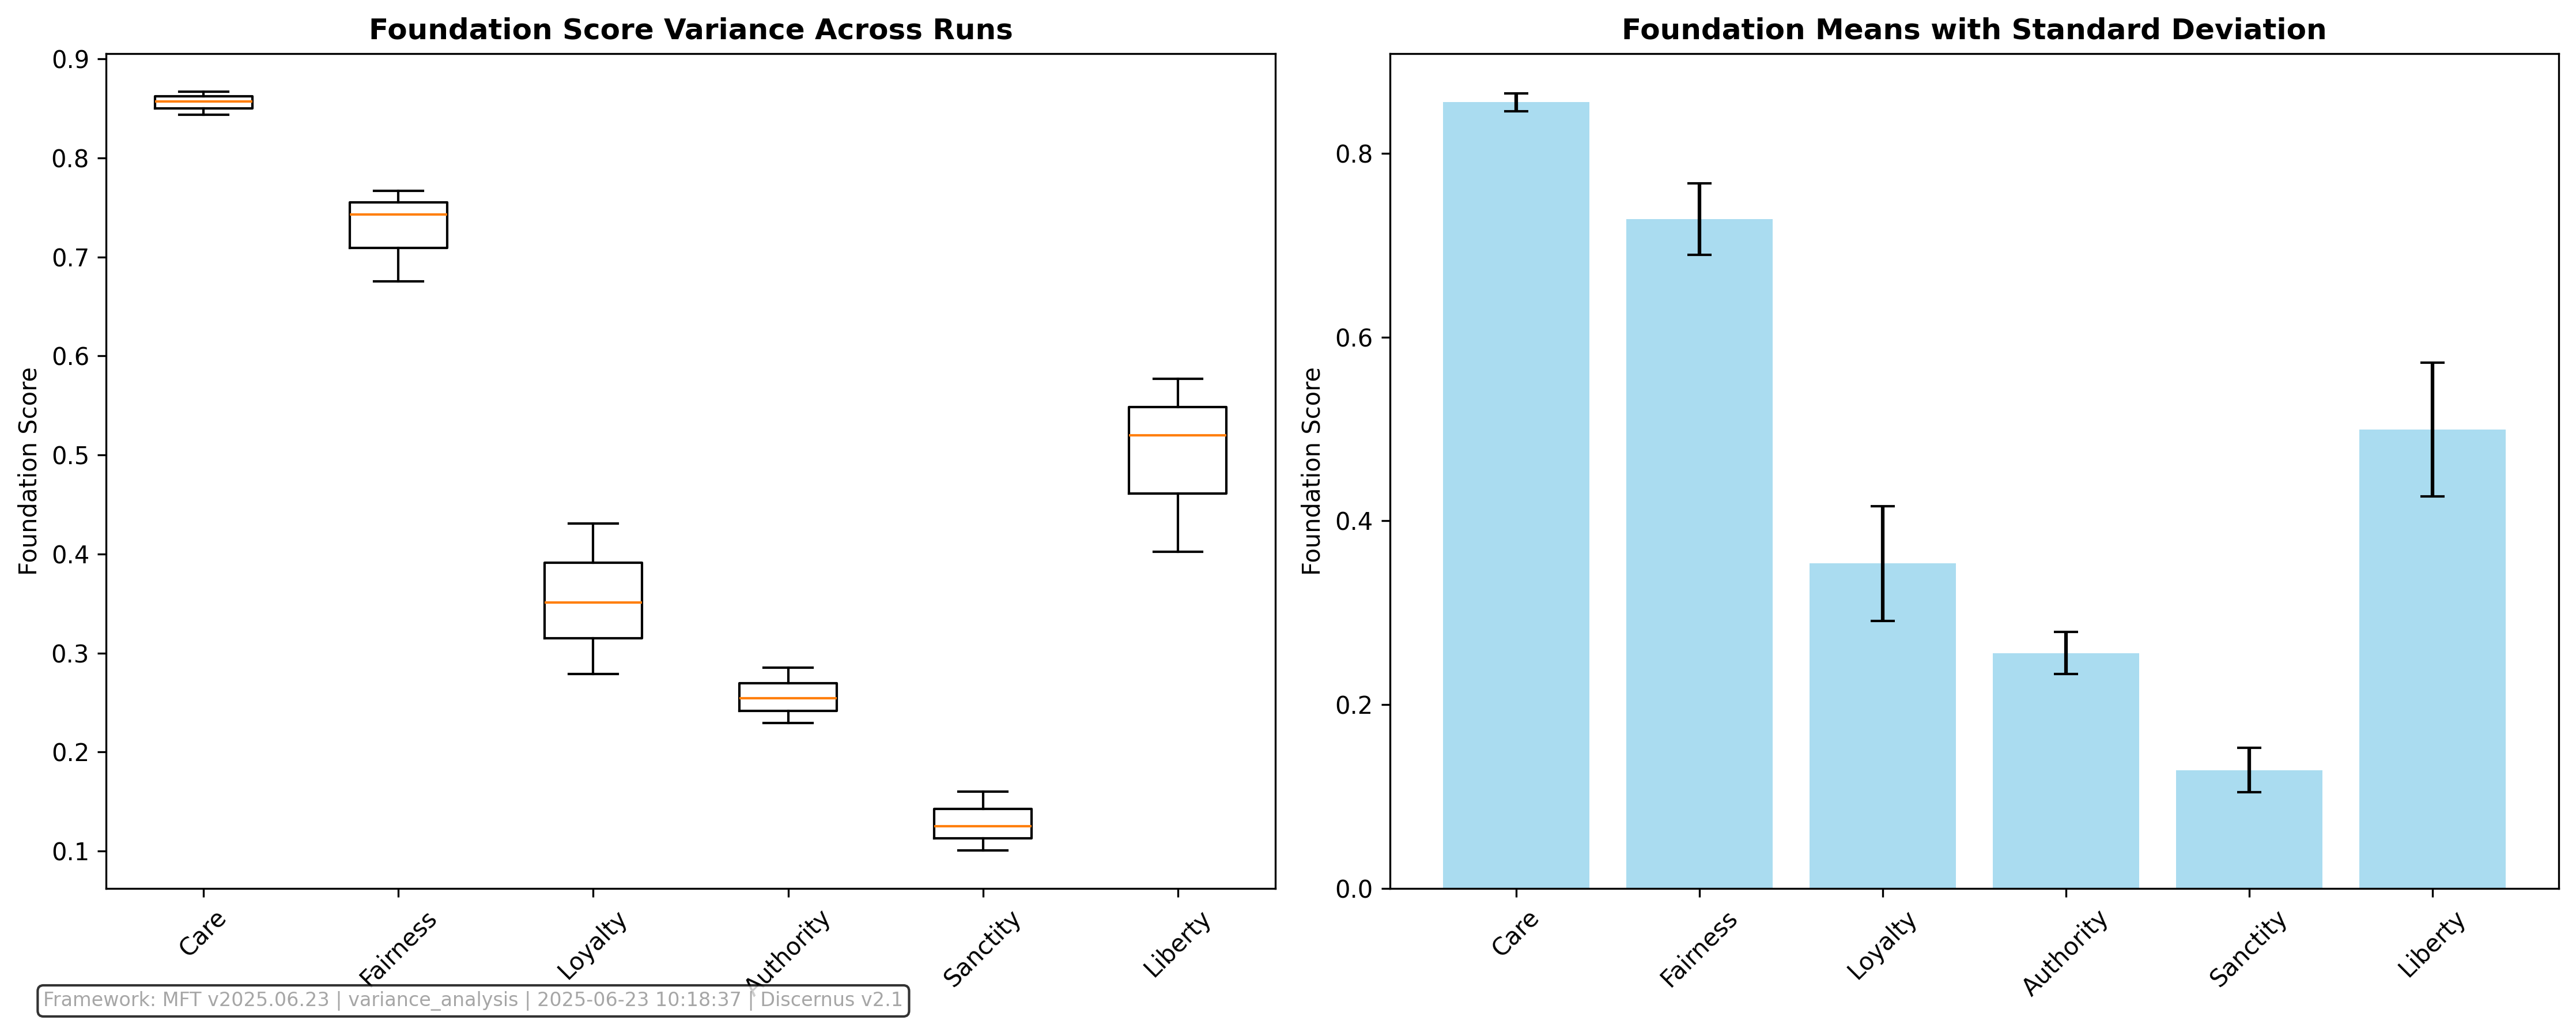 Foundation Score Variance Across Runs
Foundation Score
0.9
0.8
0.7
0.6
0.5
0.4
0.3
0.2
0.1
Care
Fairness
Loyalty
Authority
Sanctity
Liberty
Foundation Means with Standard Deviation
Foundation Score
0.8
0.6
0.4
0.2
0.0
Care
Fairness
Loyalty
Authority
Sanctity
Liberty
Framework: MFT v2025.06.23 | variance_analysis | 2025-06-23 10:18:37 | Discernus v2.1